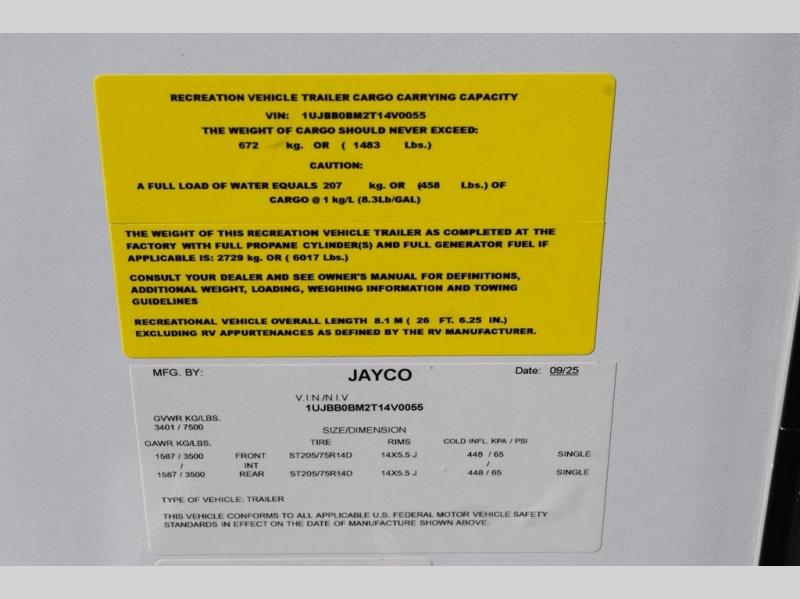 RECREATION VEHICLE TRAILER CARGO CARRYING CAPACITY
VIN: 1UJBB0BM2T14V0055
THE WEIGHT OF CARGO SHOULD NEVER EXCEED:
672 kg. OR ( 1483 Lbs.)
CAUTION:
A FULL LOAD OF WATER EQUALS 207 kg. OR (458 Lbs.) OF
CARGO @ 1 kg/L (8.3Lb/GAL)
THE WEIGHT OF THIS RECREATION VEHICLE TRAILER AS COMPLETED AT THE
FACTORY WITH FULL PROPANE CYLINDER(S) AND FULL GENERATOR FUEL IF
APPLICABLE IS: 2729 kg. OR ( 6017 Lbs.)
CONSULT YOUR DEALER AND SEE OWNER'S MANUAL FOR DEFINITIONS,
ADDITIONAL WEIGHT, LOADING, WEIGHING INFORMATION AND TOWING
GUIDELINES
RECREATIONAL VEHICLE OVERALL LENGTH 8.1 M ( 26 FT. 6.25 IN.)
EXCLUDING RV APPURTENANCES AS DEFINED BY THE RV MANUFACTURER.
MFG. BY: JAYCO Date: 09/25
V.I.N./N.I.V
1UJBB0BM2T14V0055
GVWR KG/LBS.
3401 / 7500
SIZE/DIMENSION
GAWR KG/LBS. TIRE RIMS COLD INFL. KPA / PSI
1587 / 3500 FRONT ST205/75R14D 14X5.5 J 448 / 65 SINGLE
/ INT /
1587 / 3500 REAR ST205/75R14D 14X5.5 J 448 / 65 SINGLE
TYPE OF VEHICLE: TRAILER
THIS VEHICLE CONFORMS TO ALL APPLICABLE U.S. FEDERAL MOTOR VEHICLE SAFETY
STANDARDS IN EFFECT ON THE DATE OF MANUFACTURE SHOWN ABOVE.